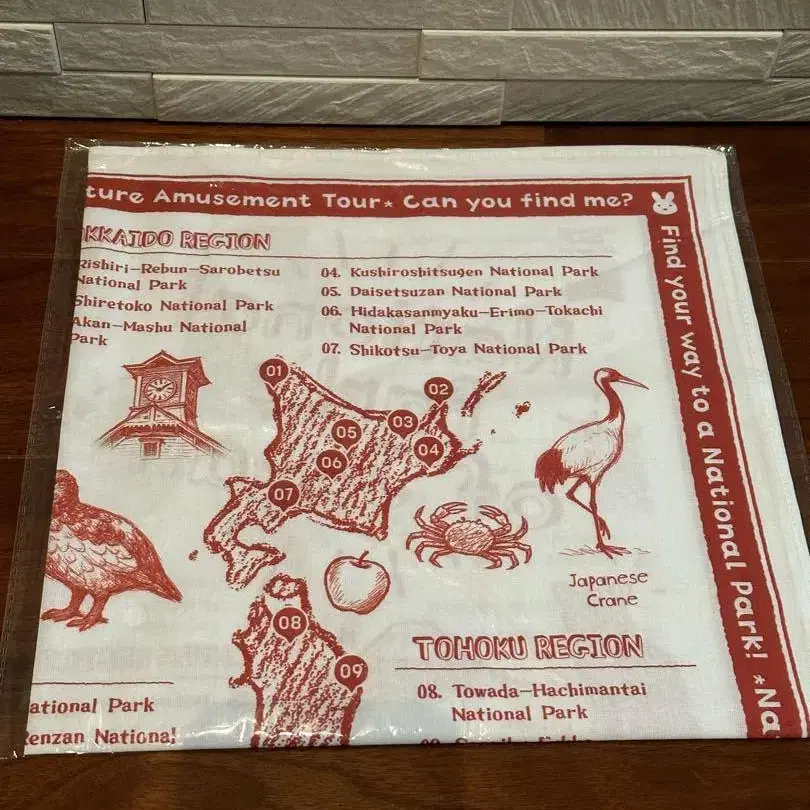 ture Amusement Tour* Can you find me?
Find your way to a National Park! *Na
KKAIDO REGION
Rishiri-Rebun-Sarobetsu
National Park
Shiretoko National Park
Akan-Mashu National
Park
04. Kushiroshitsugen National Park
05. Daisetsuzan National Park
06. Hidakasanmyaku-Erimo-Tokachi
National Park
07. Shikotsu-Toya National Park
01
02
03
05
04
06
07
Japanese
Crane
08
09
TOHOKU REGION
08. Towada-Hachimantai
National Park
ational Park
enzan National